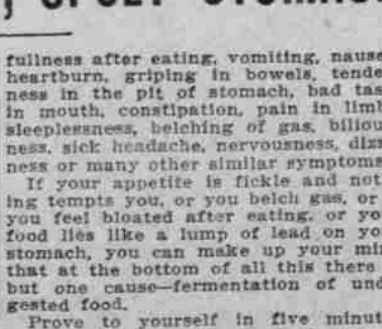 , UPSET STOMAC
fullness after eating, vomiting, nause
heartburn, griping in bowels, tende
ness in the pit of stomach, bad tas
in mouth, constipation, pain in limb
sleeplessness, belching of gas, biliou
ness, sick headache, nervousness, dizz
ness or many other similar symptoms
If your appetite is fickle and not
ing tempts you, or you belch gas, or
you feel bloated after eating, or yo
food lies like a lump of lead on yo
stomach, you can make up your min
that at the bottom of all this there
but one cause—fermentation of und
gested food.
Prove to yourself in five minut